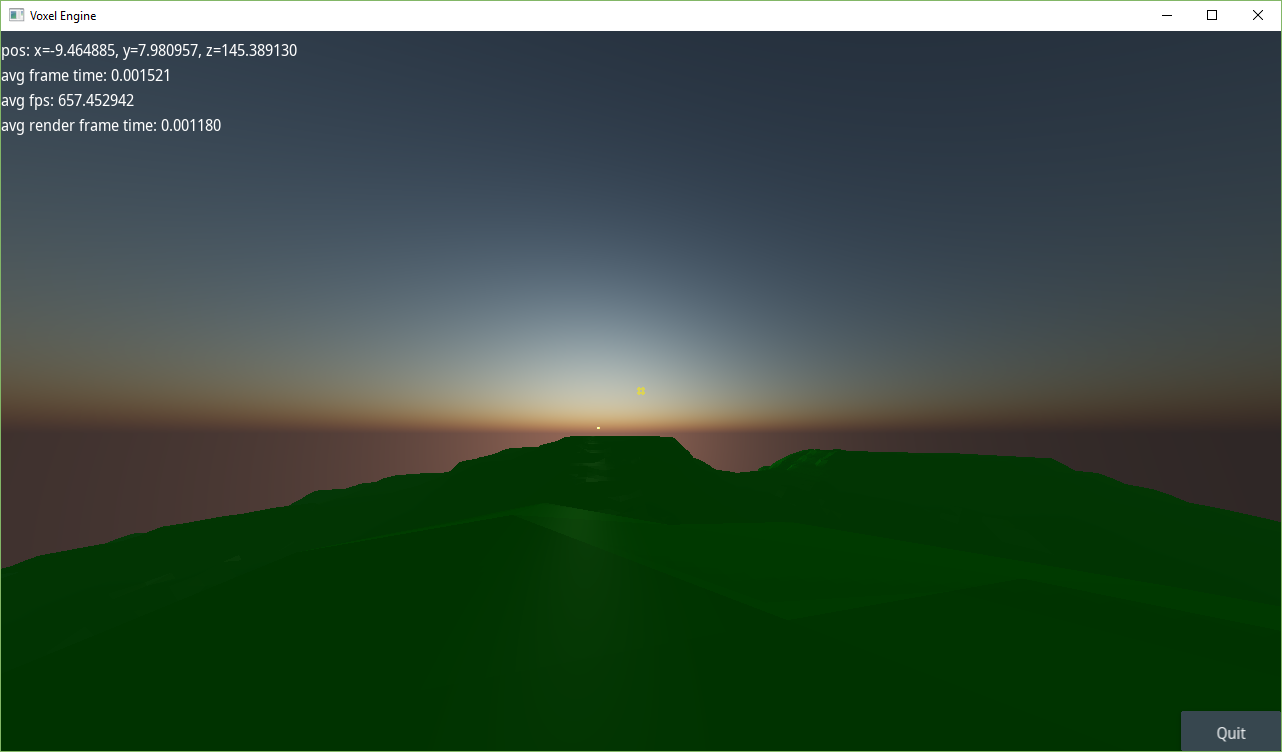 Voxel Engine
pos: x=-9.464885, y=7.980957, z=145.389130
avg frame time: 0.001521
avg fps: 657.452942
avg render frame time: 0.001180
Quit